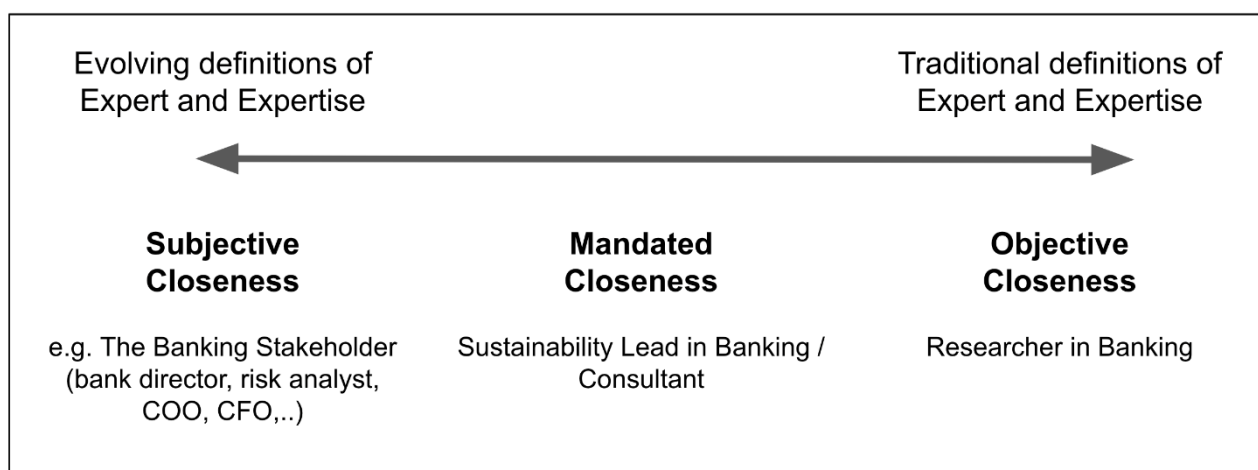 Evolving definitions of
Expert and Expertise
Traditional definitions of
Expert and Expertise
Subjective
Closeness
Mandated
Closeness
Objective
Closeness
e.g. The Banking Stakeholder
(bank director, risk analyst,
COO, CFO,..)
Sustainability Lead in Banking /
Consultant
Researcher in Banking